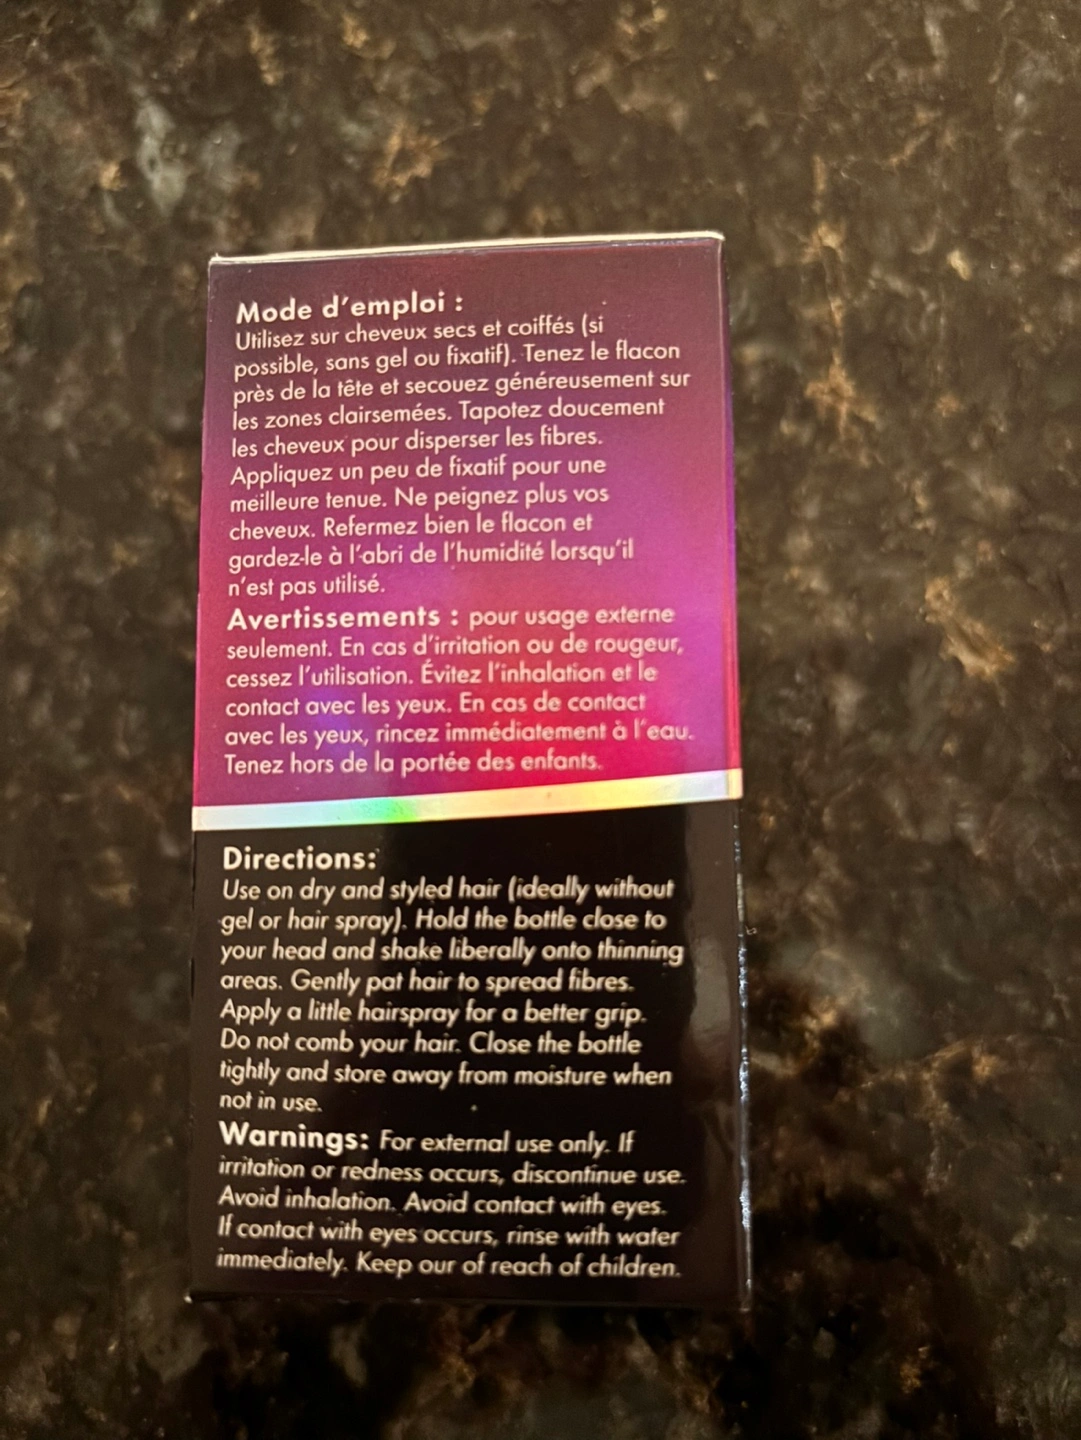 Mode d'emploi :
Utilisez sur cheveux secs et coiffés (si
possible, sans gel ou fixatif). Tenez le flacon
près de la tête et secouez généreusement sur
les zones clairsemées. Tapotez doucement
les cheveux pour disperser les fibres.
Appliquez un peu de fixatif pour une
meilleure tenue. Ne peignez plus vos
cheveux. Refermez bien le flacon et
gardez-le à l'abri de l'humidité lorsqu'il
n'est pas utilisé.
Avertissements : pour usage externe
seulement. En cas d'irritation ou de rougeur,
cessez l'utilisation. Évitez l'inhalation et le
contact avec les yeux. En cas de contact
avec les yeux, rincez immédiatement à l'eau.
Tenez hors de la portée des enfants.
Directions:
Use on dry and styled hair (ideally without
gel or hair spray). Hold the bottle close to
your head and shake liberally onto thinning
areas. Gently pat hair to spread fibres.
Apply a little hairspray for a better grip.
Do not comb your hair. Close the bottle
tightly and store away from moisture when
not in use.
Warnings: For external use only. If
irritation or redness occurs, discontinue use.
Avoid inhalation. Avoid contact with eyes.
If contact with eyes occurs, rinse with water
immediately. Keep our of reach of children.